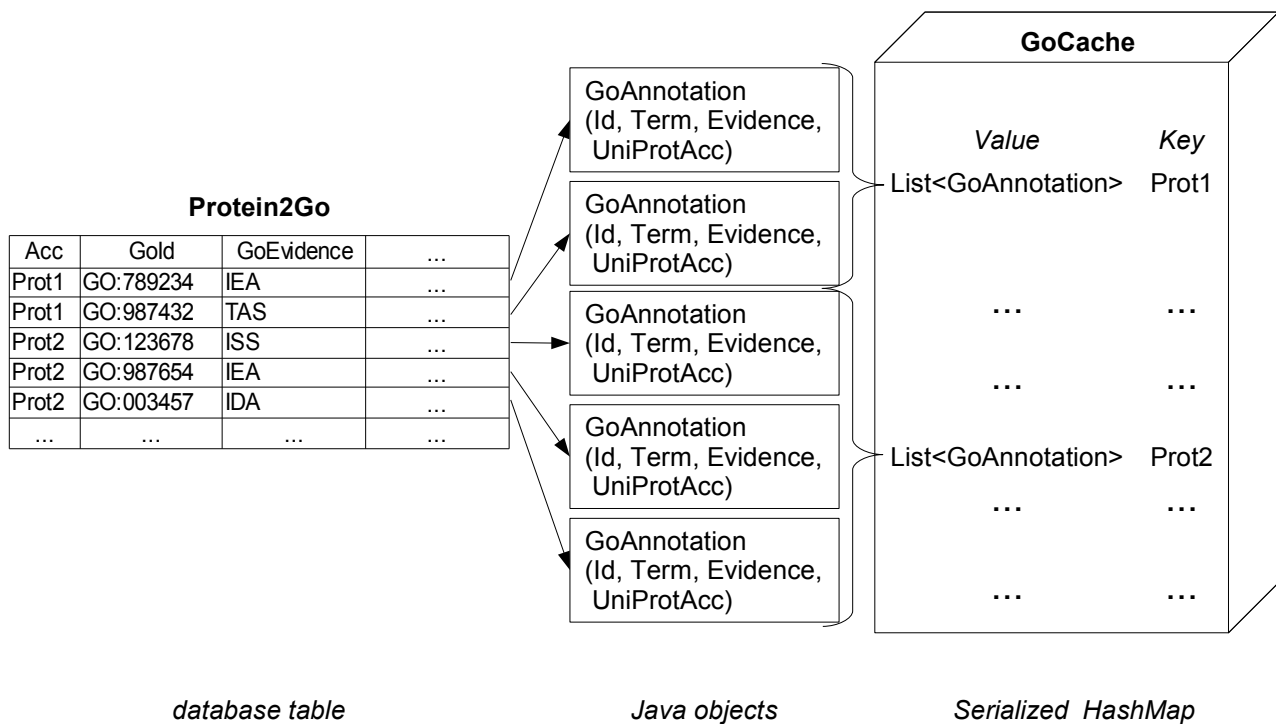 GoCache
Value Key
List<GoAnnotation> Prot1
... ...
... ...
List<GoAnnotation> Prot2
... ...
... ...
GoAnnotation
(Id, Term, Evidence,
UniProtAcc)
GoAnnotation
(Id, Term, Evidence,
UniProtAcc)
GoAnnotation
(Id, Term, Evidence,
UniProtAcc)
GoAnnotation
(Id, Term, Evidence,
UniProtAcc)
GoAnnotation
(Id, Term, Evidence,
UniProtAcc)
Protein2Go
Acc GoId GoEvidence ...
Prot1 GO:789234 IEA ...
Prot1 GO:987432 TAS ...
Prot2 GO:123678 ISS ...
Prot2 GO:987654 IEA ...
Prot2 GO:003457 IDA ...
... ... ... ...
database table Java objects Serialized HashMap